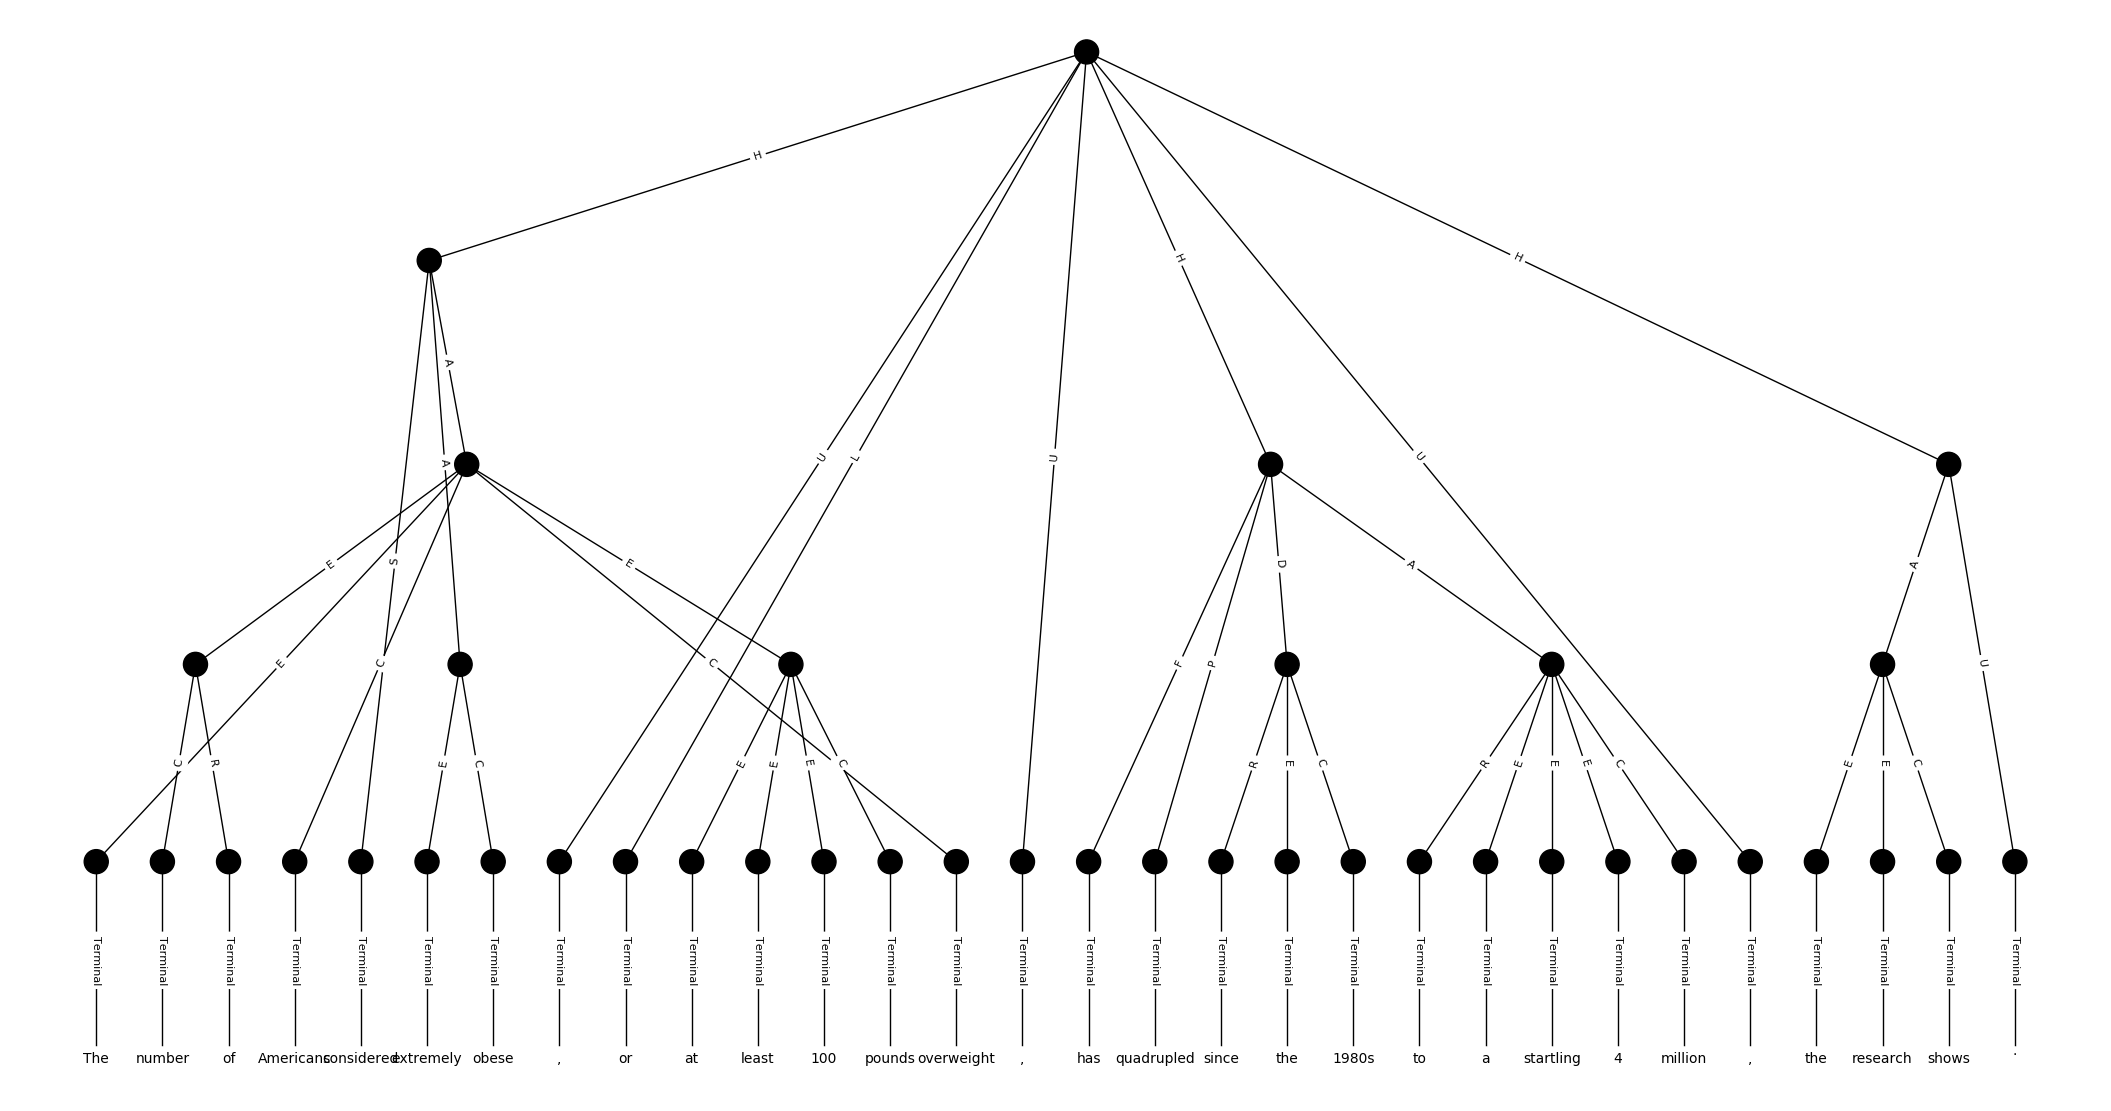 H
A
A
U
L
U
H
U
H
E
S
E
D
A
A
E
C
C
F
P
U
C
R
E
C
E
E
E
C
R
E
C
R
E
E
E
C
E
E
C
Terminal Terminal Terminal Terminal Terminal Terminal Terminal Terminal Terminal Terminal Terminal Terminal Terminal Terminal Terminal Terminal Terminal Terminal Terminal Terminal Terminal Terminal Terminal Terminal Terminal Terminal Terminal Terminal Terminal Terminal
The number of Americans considered extremely obese , or at least 100 pounds overweight , has quadrupled since the 1980s to a startling 4 million , the research shows .